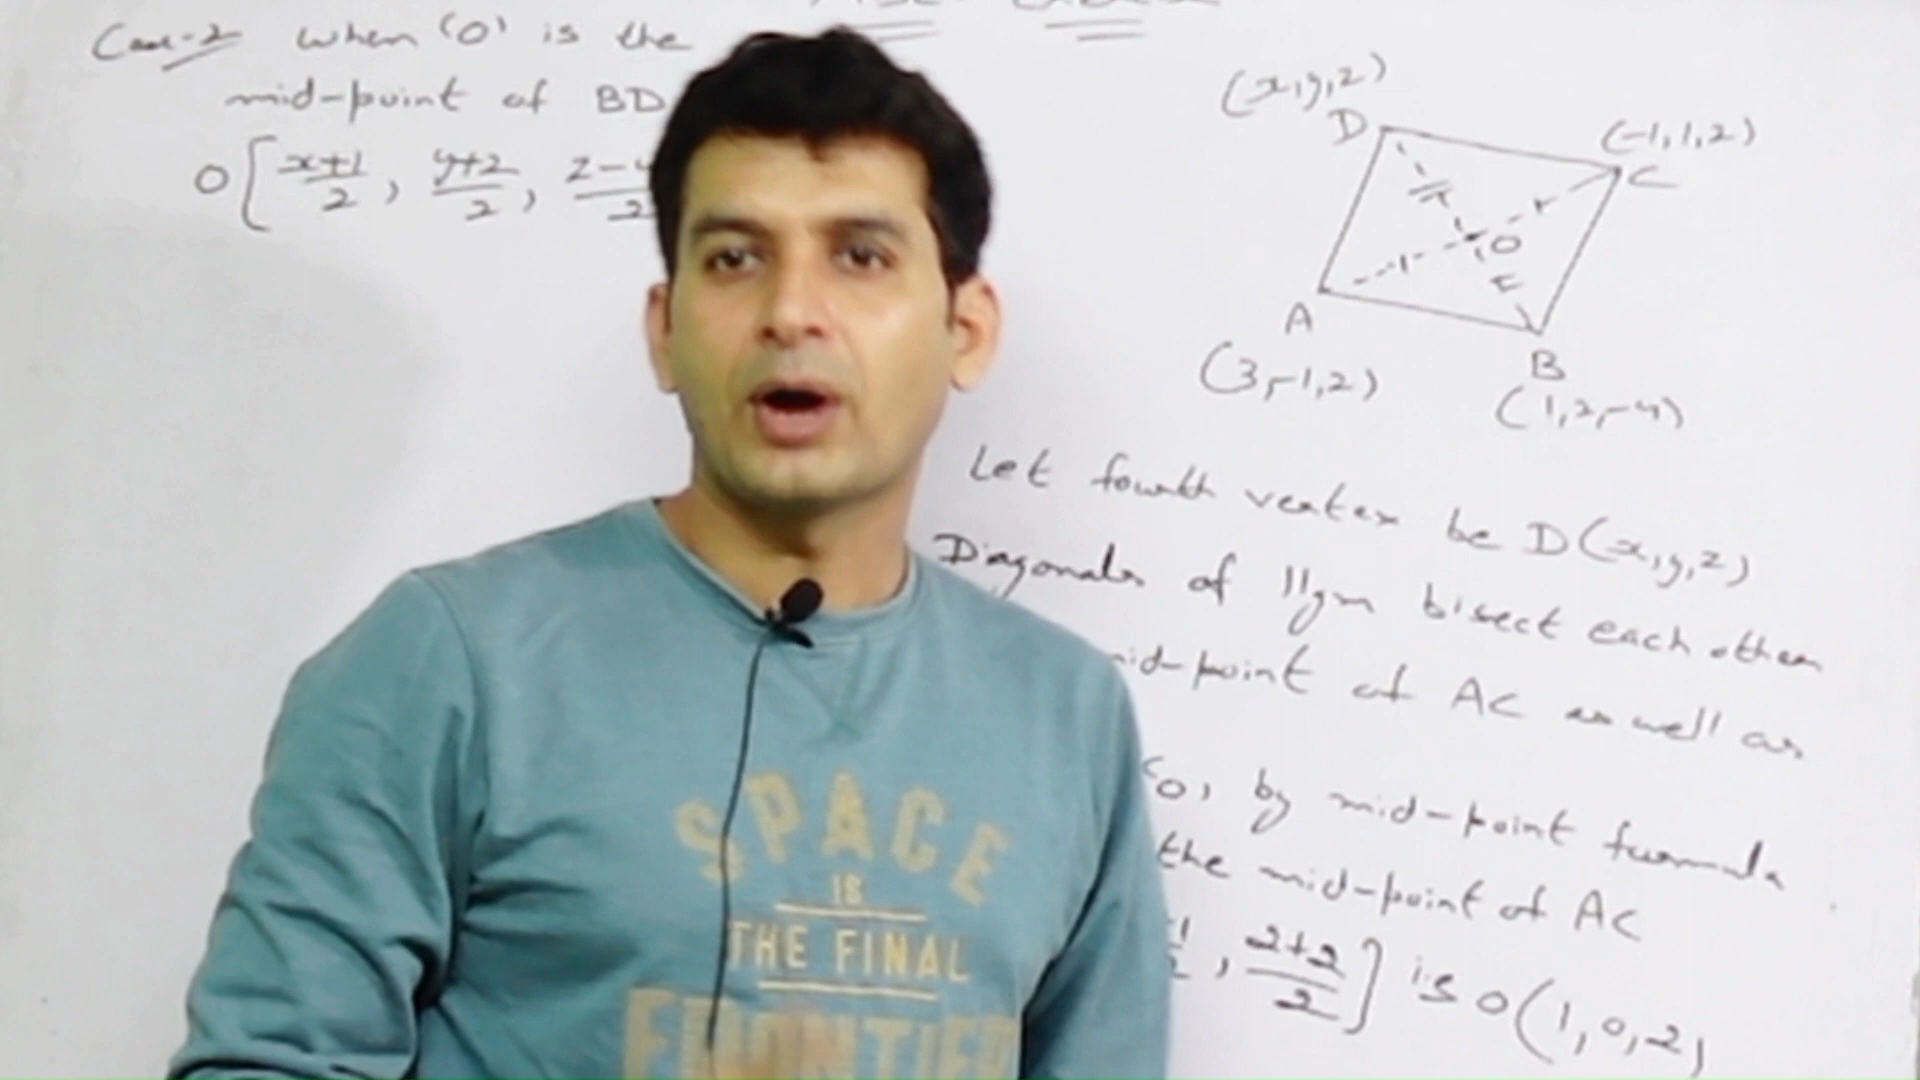 Case-2 when 'O' is the
mid-point of BD
O[x+1/2, y+2/2, z-4/2
(x,y,z)
D
(-1,1,2)
C
O
A
(3,-1,2)
B
(1,2,-4)
Let fourth vertex be D(x,y,z)
Diagonals of ||gm bisect each other
mid-point of AC as well as
'O' by mid-point formula
the mid-point of AC
, 2+2/2] is O(1,0,2)
SPACE
IS
THE FINAL
FRONTIER